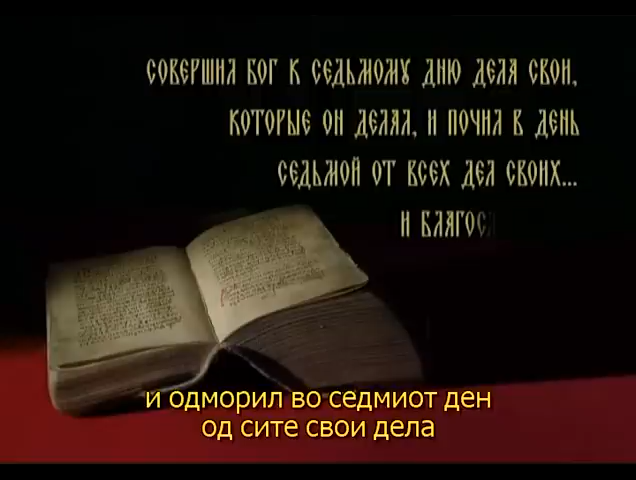 СОВЕРШИЛ БОГ К СЕДЬМОМУ ДНЮ ДЕЛА СВОИ,
КОТОРЫЕ ОН ДЕЛАЛ, И ПОЧИЛ В ДЕНЬ
СЕДЬМОЙ ОТ ВСЕХ ДЕЛ СВОИХ...
И БЛАГОСЛ
и одморил во седмиот ден
од сите свои дела